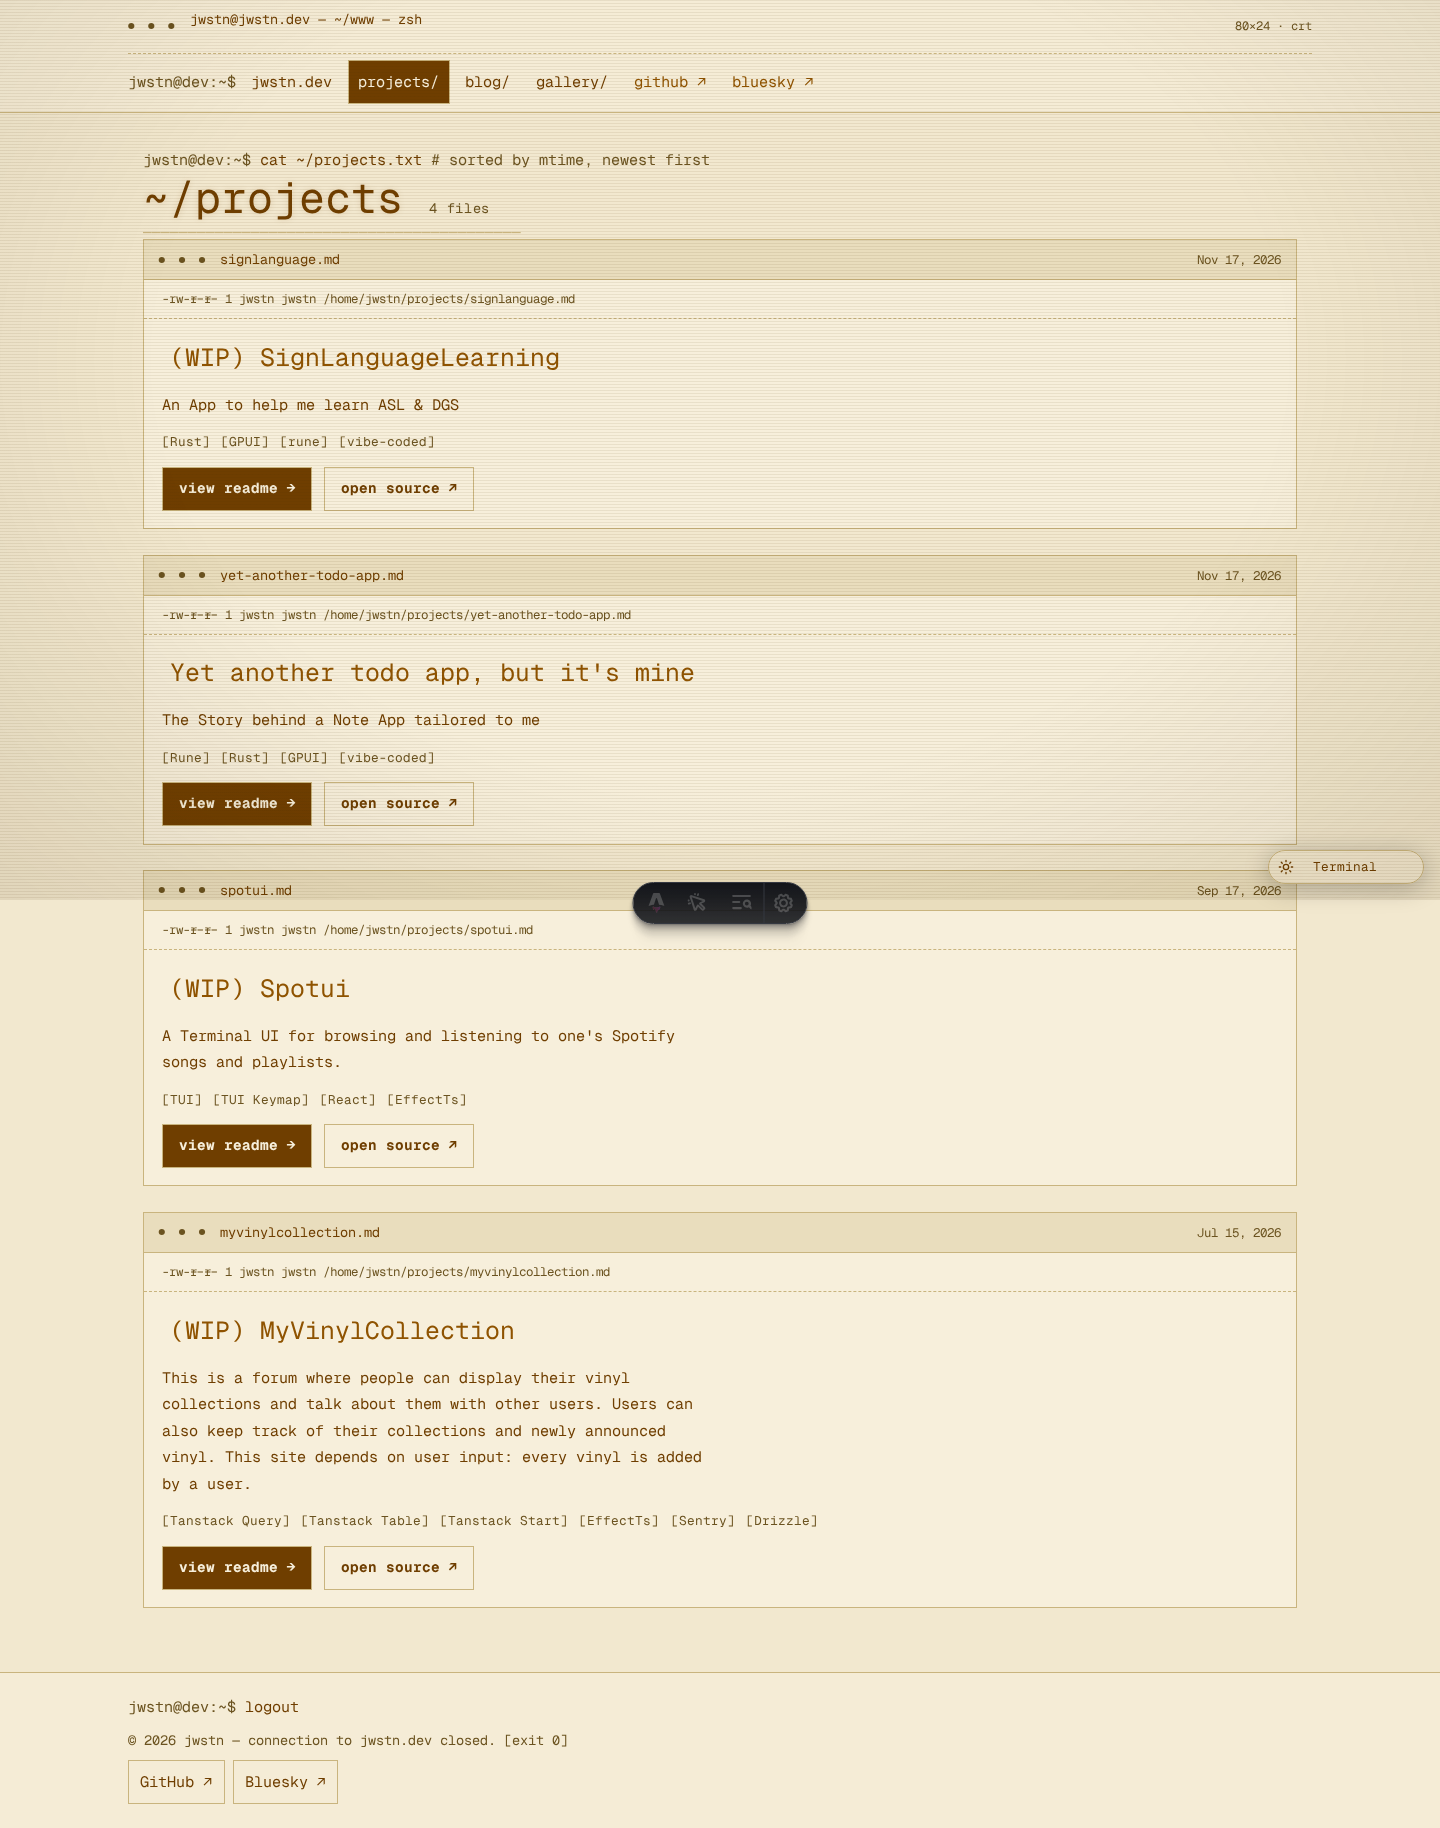 jwstn@jwstn.dev — ~/www — zsh
80×24 · crt
jwstn@dev:~$ jwstn.dev projects/ blog/ gallery/ github ↗ bluesky ↗
jwstn@dev:~$ cat ~/projects.txt # sorted by mtime, newest first
~/projects 4 files
signlanguage.md Nov 17, 2026
-rw-r--r-- 1 jwstn jwstn /home/jwstn/projects/signlanguage.md
(WIP) SignLanguageLearning
An App to help me learn ASL & DGS
[Rust] [GPUI] [rune] [vibe-coded]
view readme → open source ↗
yet-another-todo-app.md Nov 17, 2026
-rw-r--r-- 1 jwstn jwstn /home/jwstn/projects/yet-another-todo-app.md
Yet another todo app, but it's mine
The Story behind a Note App tailored to me
[Rune] [Rust] [GPUI] [vibe-coded]
view readme → open source ↗
Terminal
spotui.md Sep 17, 2026
-rw-r--r-- 1 jwstn jwstn /home/jwstn/projects/spotui.md
(WIP) Spotui
A Terminal UI for browsing and listening to one's Spotify
songs and playlists.
[TUI] [TUI Keymap] [React] [EffectTs]
view readme → open source ↗
myvinylcollection.md Jul 15, 2026
-rw-r--r-- 1 jwstn jwstn /home/jwstn/projects/myvinylcollection.md
(WIP) MyVinylCollection
This is a forum where people can display their vinyl
collections and talk about them with other users. Users can
also keep track of their collections and newly announced
vinyl. This site depends on user input: every vinyl is added
by a user.
[Tanstack Query] [Tanstack Table] [Tanstack Start] [EffectTs] [Sentry] [Drizzle]
view readme → open source ↗
jwstn@dev:~$ logout
© 2026 jwstn — connection to jwstn.dev closed. [exit 0]
GitHub ↗ Bluesky ↗